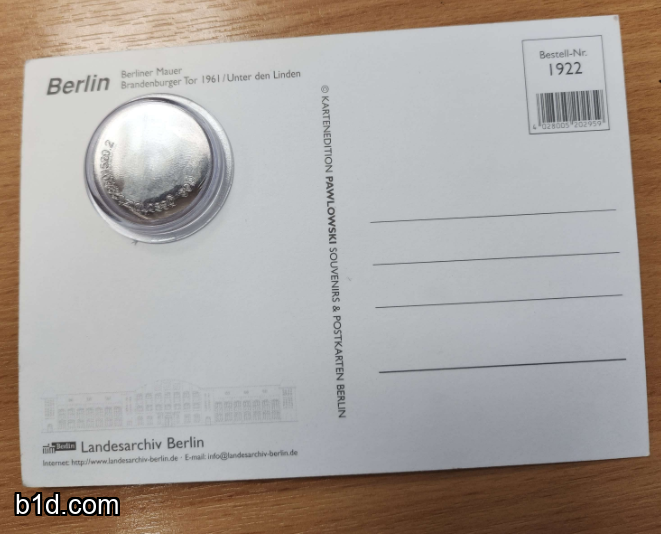 Berlin
Berliner Mauer
Brandenburger Tor 1961/Unter den Linden
Bestell-Nr.
1922
4 028005 202959
© KARTENEDITION PAWLOWSKI SOUVENIRS & POSTKARTEN BERLIN
Berlin
Landesarchiv Berlin
Internet: http://www.landesarchiv-berlin.de · E-mail: info@landesarchiv-berlin.de
b1d.com